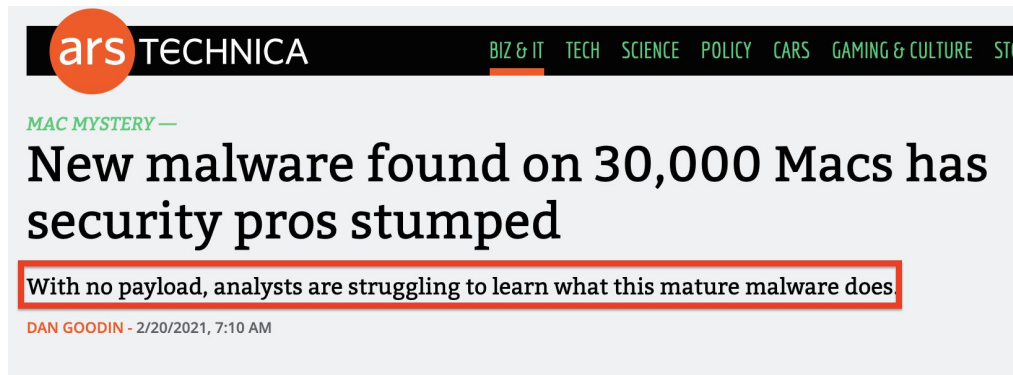 ars TECHNICA BIZ & IT TECH SCIENCE POLICY CARS GAMING & CULTURE
MAC MYSTERY —
New malware found on 30,000 Macs has
security pros stumped
With no payload, analysts are struggling to learn what this mature malware does.
DAN GOODIN - 2/20/2021, 7:10 AM